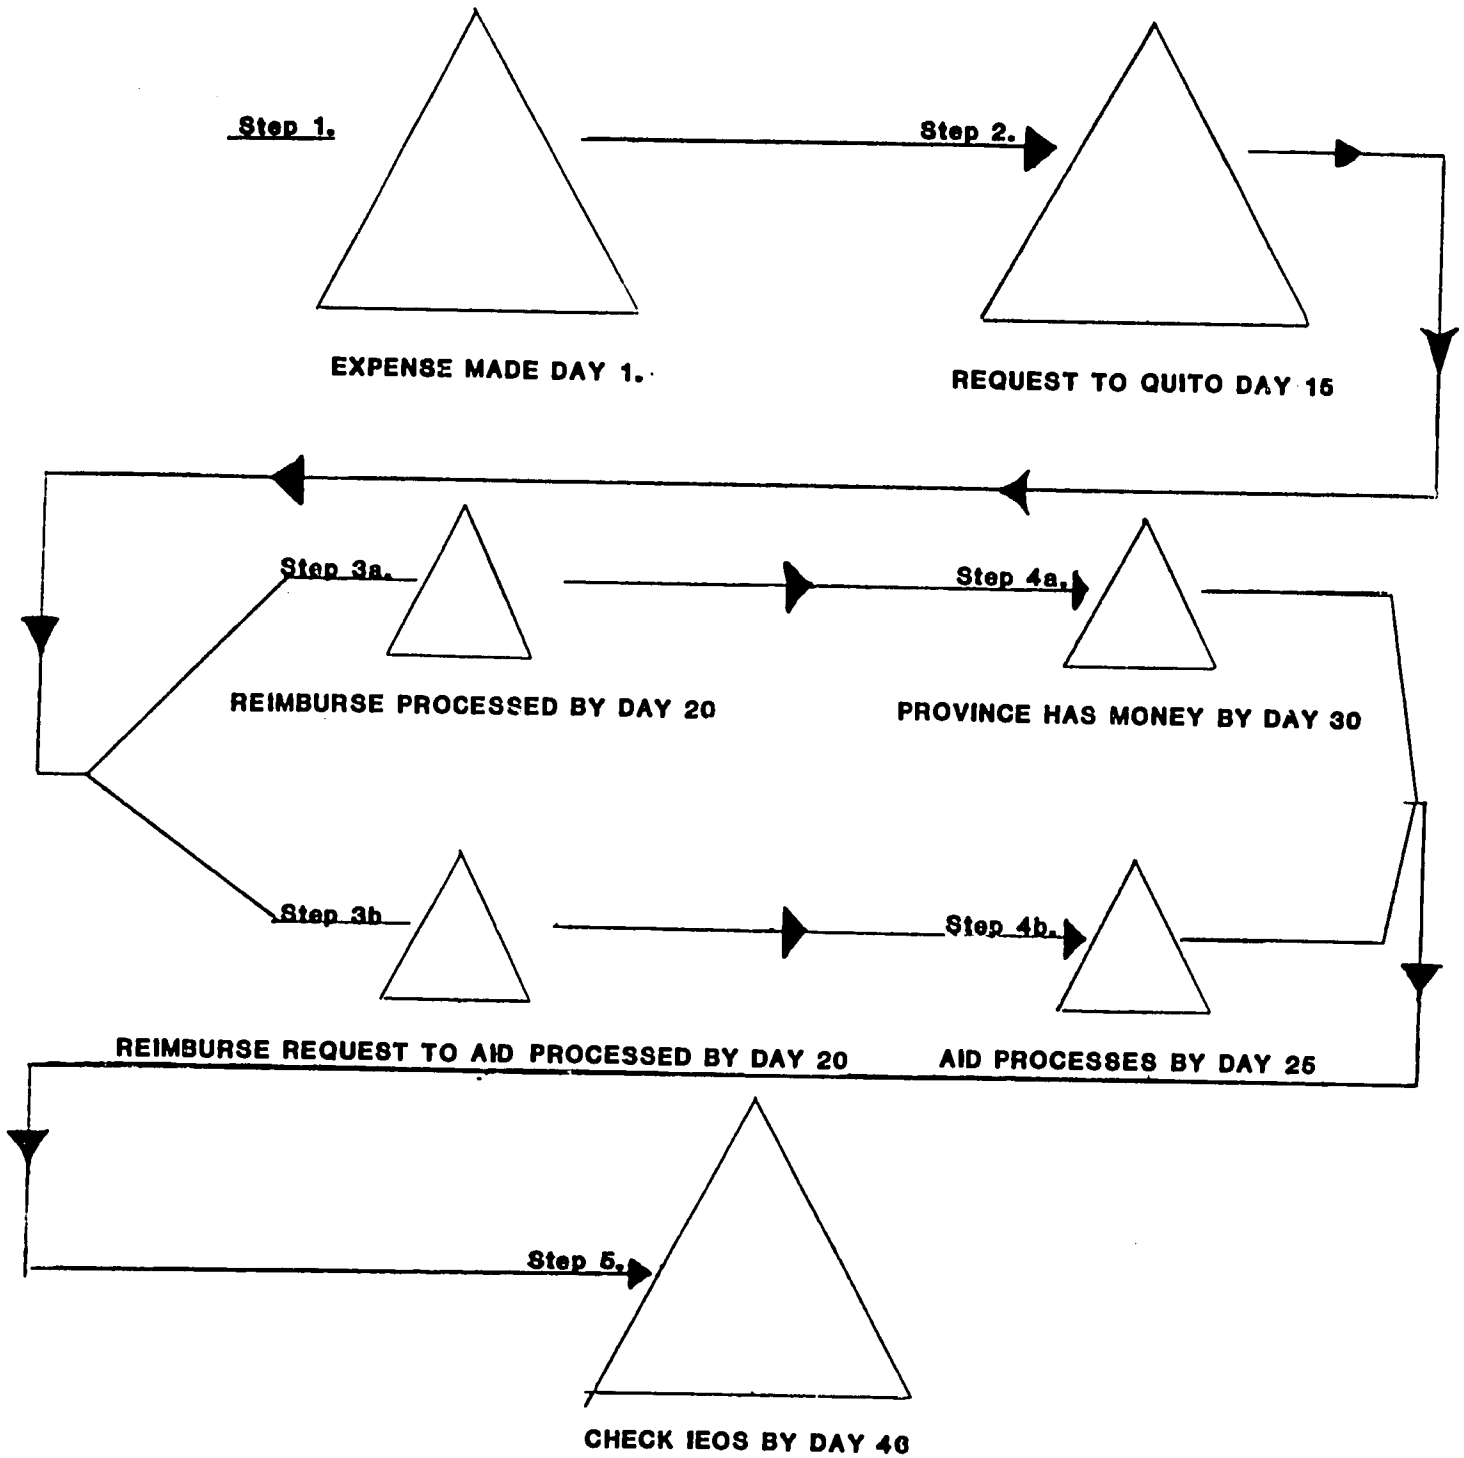 Step 1.
Step 2.
EXPENSE MADE DAY 1.
REQUEST TO QUITO DAY 15
Step 3a.
Step 4a.
REIMBURSE PROCESSED BY DAY 20
PROVINCE HAS MONEY BY DAY 30
Step 3b
Step 4b.
REIMBURSE REQUEST TO AID PROCESSED BY DAY 20
AID PROCESSES BY DAY 25
Step 5.
CHECK IEOS BY DAY